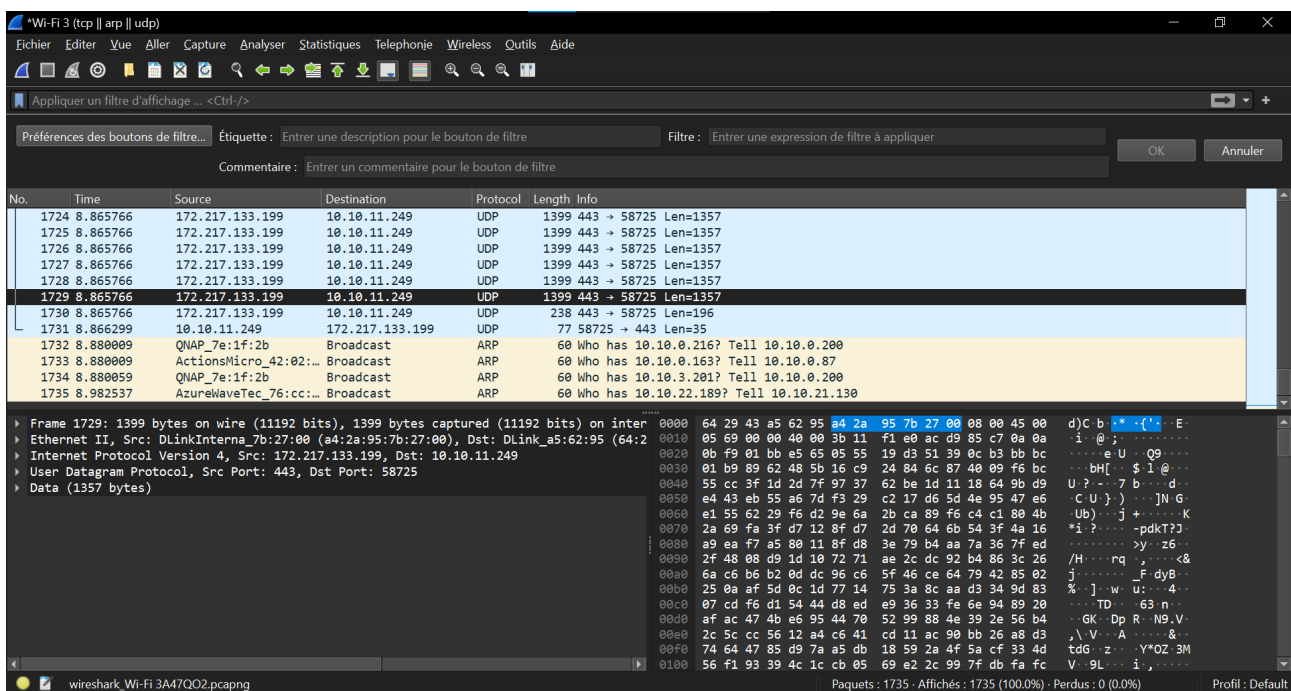 *Wi-Fi 3 (tcp || arp || udp)
Fichier Editer Vue Aller Capture Analyser Statistiques Telephonie Wireless Outils Aide
Appliquer un filtre d'affichage ... <Ctrl-/>
Préférences des boutons de filtre... Étiquette : Entrer une description pour le bouton de filtre Filtre : Entrer une expression de filtre à appliquer OK Annuler
Commentaire : Entrer un commentaire pour le bouton de filtre
No. Time Source Destination Protocol Length Info
1724 8.865766 172.217.133.199 10.10.11.249 UDP 1399 443 → 58725 Len=1357
1725 8.865766 172.217.133.199 10.10.11.249 UDP 1399 443 → 58725 Len=1357
1726 8.865766 172.217.133.199 10.10.11.249 UDP 1399 443 → 58725 Len=1357
1727 8.865766 172.217.133.199 10.10.11.249 UDP 1399 443 → 58725 Len=1357
1728 8.865766 172.217.133.199 10.10.11.249 UDP 1399 443 → 58725 Len=1357
1729 8.865766 172.217.133.199 10.10.11.249 UDP 1399 443 → 58725 Len=1357
1730 8.865766 172.217.133.199 10.10.11.249 UDP 238 443 → 58725 Len=196
1731 8.866299 10.10.11.249 172.217.133.199 UDP 77 58725 → 443 Len=35
1732 8.880009 QNAP_7e:1f:2b Broadcast ARP 60 Who has 10.10.0.216? Tell 10.10.0.200
1733 8.880009 ActionsMicro_42:02:… Broadcast ARP 60 Who has 10.10.0.163? Tell 10.10.0.87
1734 8.880059 QNAP_7e:1f:2b Broadcast ARP 60 Who has 10.10.3.201? Tell 10.10.0.200
1735 8.982537 AzureWaveTec_76:cc:… Broadcast ARP 60 Who has 10.10.22.189? Tell 10.10.21.130
Frame 1729: 1399 bytes on wire (11192 bits), 1399 bytes captured (11192 bits) on inter
Ethernet II, Src: DLinkInterna_7b:27:00 (a4:2a:95:7b:27:00), Dst: DLink_a5:62:95 (64:2
Internet Protocol Version 4, Src: 172.217.133.199, Dst: 10.10.11.249
User Datagram Protocol, Src Port: 443, Dst Port: 58725
Data (1357 bytes)
0000 64 29 43 a5 62 95 a4 2a 95 7b 27 00 08 00 45 00 d)C·b··* ·{'···E·
0010 05 69 00 00 40 00 3b 11 f1 e0 ac d9 85 c7 0a 0a ·i··@·;· ········
0020 0b f9 01 bb e5 65 05 55 19 d3 51 39 0c b3 bb bc ·····e·U ··Q9····
0030 01 b9 89 62 48 5b 16 c9 24 84 6c 87 40 09 f6 bc ···bH[·· $·l·@···
0040 55 cc 3f 1d 2d 7f 97 37 62 be 1d 11 18 64 9b d9 U·?·-··7 b····d··
0050 e4 43 eb 55 a6 7d f3 29 c2 17 d6 5d 4e 95 47 e6 ·C·U·}·) ···]N·G·
0060 e1 55 62 29 f6 d2 9e 6a 2b ca 89 f6 c4 c1 80 4b ·Ub)···j +······K
0070 2a 69 fa 3f d7 12 8f d7 2d 70 64 6b 54 3f 4a 16 *i·?···· -pdkT?J·
0080 a9 ea f7 a5 80 11 8f d8 3e 79 b4 aa 7a 36 7f ed ········ >y··z6··
0090 2f 48 08 d9 1d 10 72 71 ae 2c dc 92 b4 86 3c 26 /H····rq ·,····<&
00a0 6a c6 b6 b2 0d dc 96 c6 5f 46 ce 64 79 42 85 02 j······· _F·dyB··
00b0 25 0a af 5d 0c 1d 77 14 75 3a 8c aa d3 34 9d 83 %··]··w· u:···4··
00c0 07 cd f6 d1 54 44 d8 ed e9 36 33 fe 6e 94 89 20 ····TD·· ·63·n··
00d0 af ac 47 4b e6 95 44 70 52 99 88 4e 39 2e 56 b4 ··GK··Dp R··N9.V·
00e0 2c 5c cc 56 12 a4 c6 41 cd 11 ac 90 bb 26 a8 d3 ,\·V···A ·····&··
00f0 74 64 47 85 d9 7a a5 db 18 59 2a 4f 5a cf 33 4d tdG··z·· ·Y*OZ·3M
0100 56 f1 93 39 4c 1c cb 05 69 e2 2c 99 7f db fa fc V··9L··· i·,·····
wireshark_Wi-Fi 3A47QO2.pcapng Paquets : 1735 · Affichés : 1735 (100.0%) · Perdus : 0 (0.0%) Profil : Default